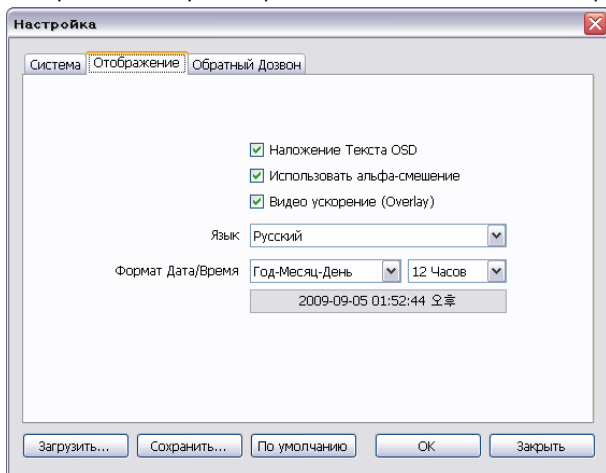 Настройка
Система Отображение Обратный Дозвон
Наложение Текста OSD
Использовать альфа-смешение
Видео ускорение (Overlay)
Язык Русский
Формат Дата/Время Год-Месяц-День 12 Часов
2009-09-05 01:52:44 오후
Загрузить... Сохранить... По умолчанию OK Закрыть